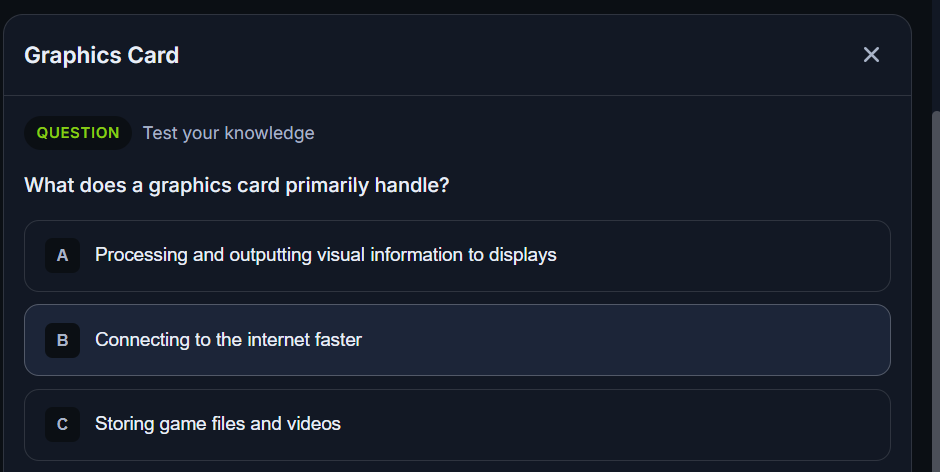 Graphics Card
QUESTION Test your knowledge
What does a graphics card primarily handle?
A Processing and outputting visual information to displays
B Connecting to the internet faster
C Storing game files and videos